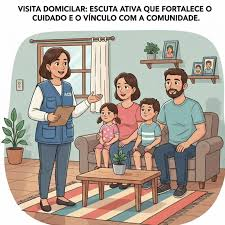 VISITA DOMICILAR: ESCUTA ATIVA QUE FORTALECE O
CUIDADO E O VÍNCULO COM A COMUNIDADE.